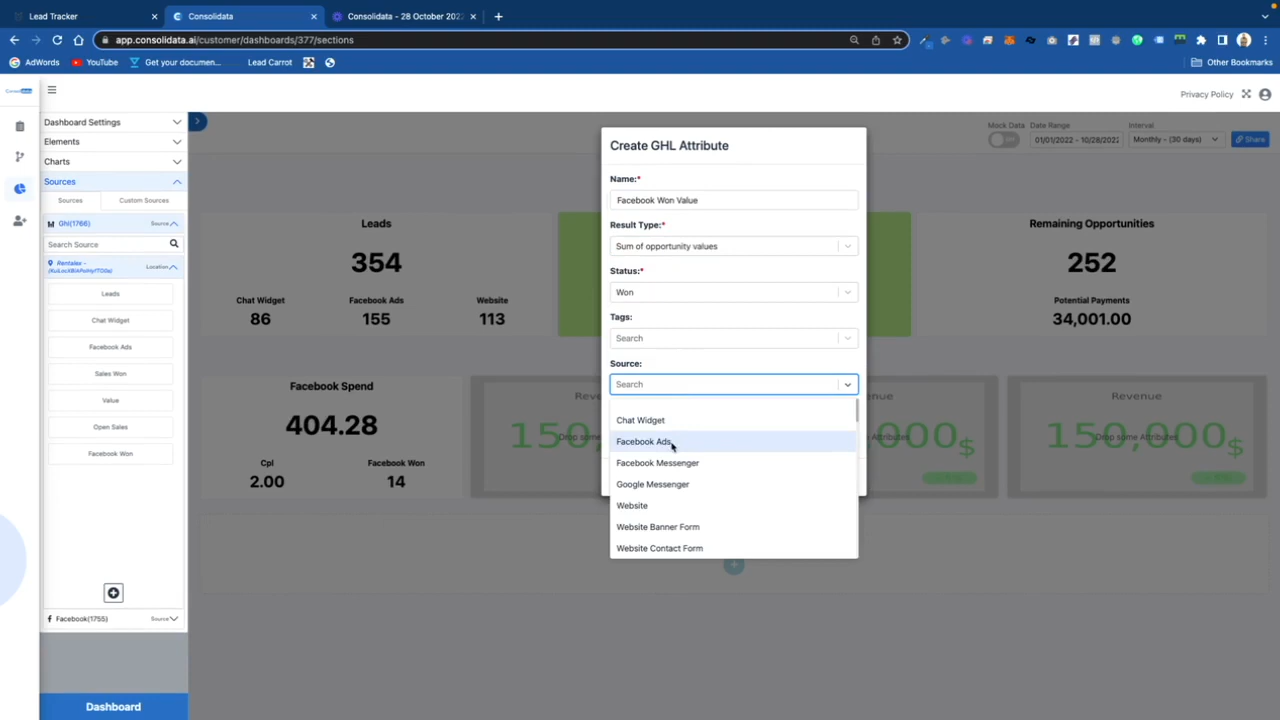 Lead Tracker
Consolidata
Consolidata - 28 October 202
app.consolidata.ai/customer/dashboards/377/sections
AdWords
YouTube
Get your documen...
Lead Carrot
Other Bookmarks
Privacy Policy
Dashboard Settings
Elements
Charts
Sources
Sources
Custom Sources
Ghl(1766)
Source
Search Source
Rentalex -
Location
Leads
Chat Widget
Facebook Ads
Sales Won
Value
Open Sales
Facebook Won
Facebook(1755)
Source
Dashboard
Mock Data
Date Range
Interval
01/01/2022 - 10/28/2022
Monthly - (30 days)
Share
Leads
354
Chat Widget
Facebook Ads
Website
86
155
113
Remaining Opportunities
252
Potential Payments
34,001.00
Facebook Spend
404.28
Cpl
Facebook Won
2.00
14
Create GHL Attribute
Name:*
Facebook Won Value
Result Type:*
Sum of opportunity values
Status:*
Won
Tags:
Search
Source:
Search
Chat Widget
Facebook Ads
Facebook Messenger
Google Messenger
Website
Website Banner Form
Website Contact Form
Revenue
150,000$
Drop some Attributes